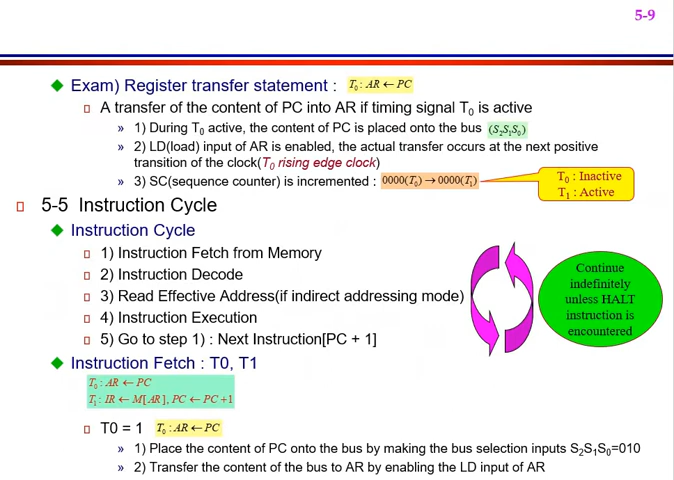 5-9
Exam) Register transfer statement : T₀ : AR ← PC
A transfer of the content of PC into AR if timing signal T₀ is active
» 1) During T₀ active, the content of PC is placed onto the bus (S₂S₁S₀)
» 2) LD(load) input of AR is enabled, the actual transfer occurs at the next positive
transition of the clock(T₀ rising edge clock)
» 3) SC(sequence counter) is incremented : 0000(T₀) → 0000(T₁)
T₀ : Inactive
T₁ : Active
5-5 Instruction Cycle
Instruction Cycle
1) Instruction Fetch from Memory
2) Instruction Decode
3) Read Effective Address(if indirect addressing mode)
4) Instruction Execution
5) Go to step 1) : Next Instruction[PC + 1]
Continue
indefinitely
unless HALT
instruction is
encountered
Instruction Fetch : T0, T1
T₀ : AR ← PC
T₁ : IR ← M[AR], PC ← PC+1
T0 = 1 T₀ : AR ← PC
» 1) Place the content of PC onto the bus by making the bus selection inputs S₂S₁S₀=010
» 2) Transfer the content of the bus to AR by enabling the LD input of AR